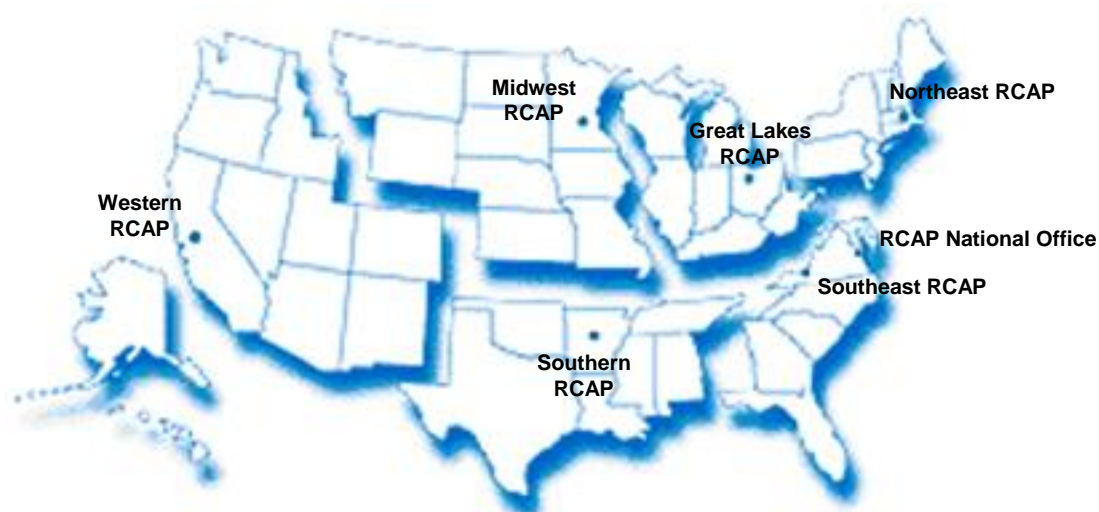 Midwest
RCAP
Northeast RCAP
Great Lakes
RCAP
Western
RCAP
RCAP National Office
Southeast RCAP
Southern
RCAP